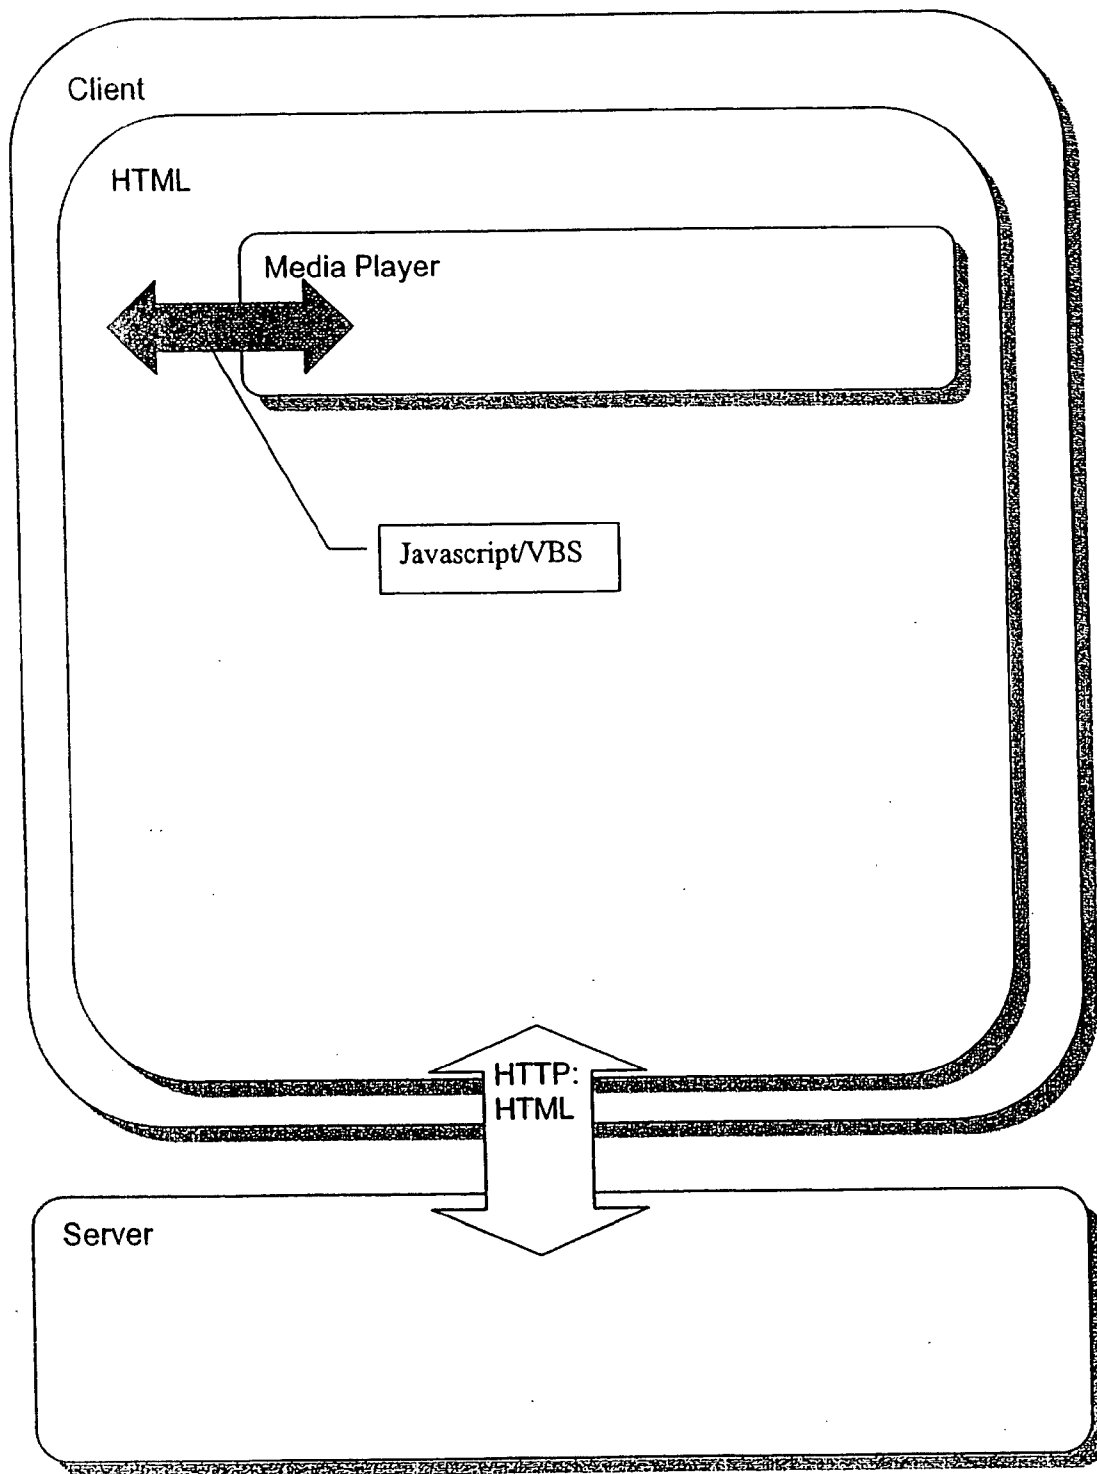 Client
HTML
Media Player
Javascript/VBS
HTTP:
HTML
Server